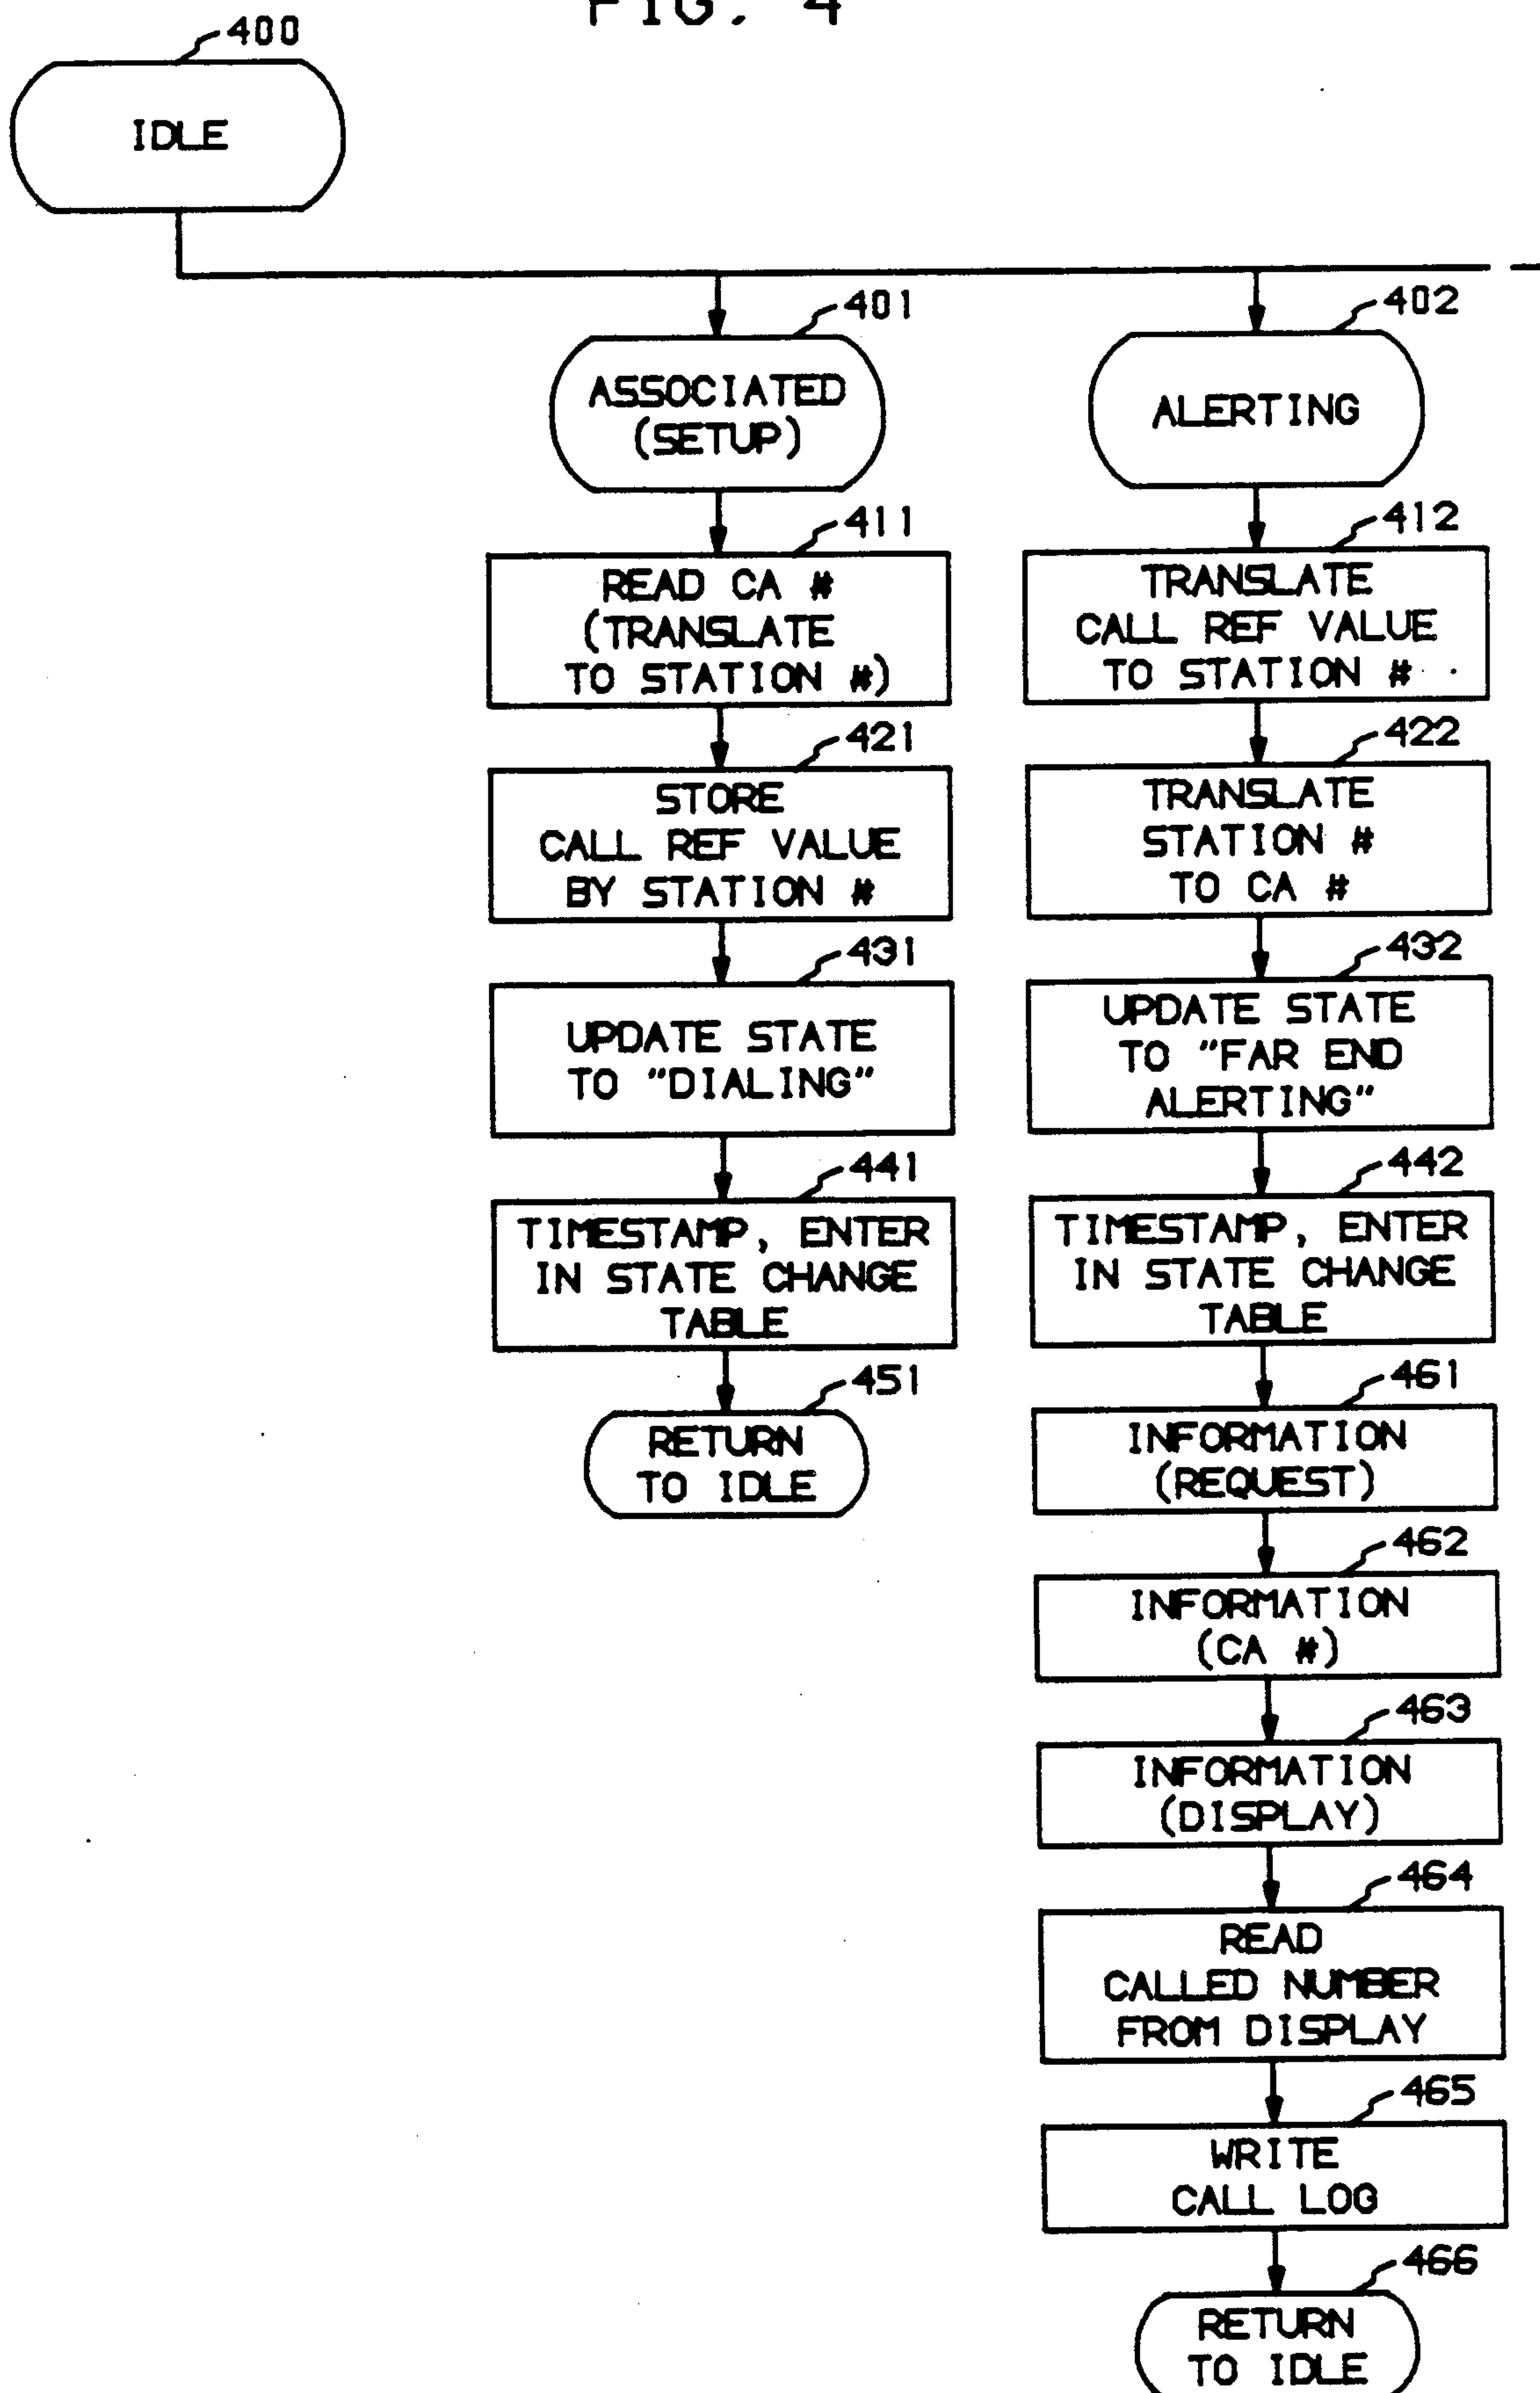 FIG. 4
400
IDLE
401
ASSOCIATED
(SETUP)
411
READ CA #
(TRANSLATE
TO STATION #)
421
STORE
CALL REF VALUE
BY STATION #
431
UPDATE STATE
TO "DIALING"
441
TIMESTAMP, ENTER
IN STATE CHANGE
TABLE
451
RETURN
TO IDLE
402
ALERTING
412
TRANSLATE
CALL REF VALUE
TO STATION #
422
TRANSLATE
STATION #
TO CA #
432
UPDATE STATE
TO "FAR END
ALERTING"
442
TIMESTAMP, ENTER
IN STATE CHANGE
TABLE
461
INFORMATION
(REQUEST)
462
INFORMATION
(CA #)
463
INFORMATION
(DISPLAY)
464
READ
CALLED NUMBER
FROM DISPLAY
465
WRITE
CALL LOG
466
RETURN
TO IDLE